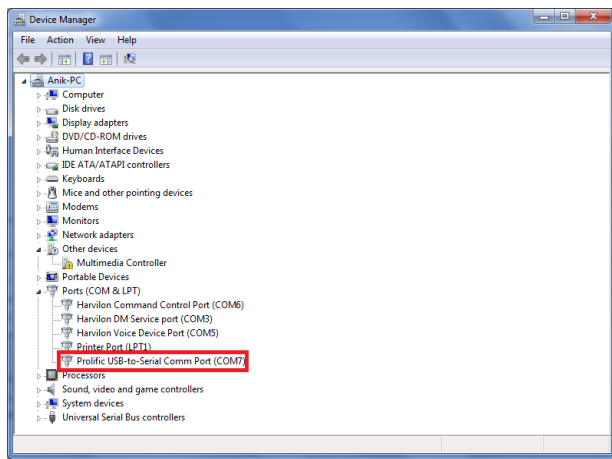 Device Manager
File Action View Help
Anik-PC
Computer
Disk drives
Display adapters
DVD/CD-ROM drives
Human Interface Devices
IDE ATA/ATAPI controllers
Keyboards
Mice and other pointing devices
Modems
Monitors
Network adapters
Other devices
Multimedia Controller
Portable Devices
Ports (COM & LPT)
Harvilon Command Control Port (COM6)
Harvilon DM Service port (COM3)
Harvilon Voice Device Port (COM5)
Printer Port (LPT1)
Prolific USB-to-Serial Comm Port (COM7)
Processors
Sound, video and game controllers
System devices
Universal Serial Bus controllers